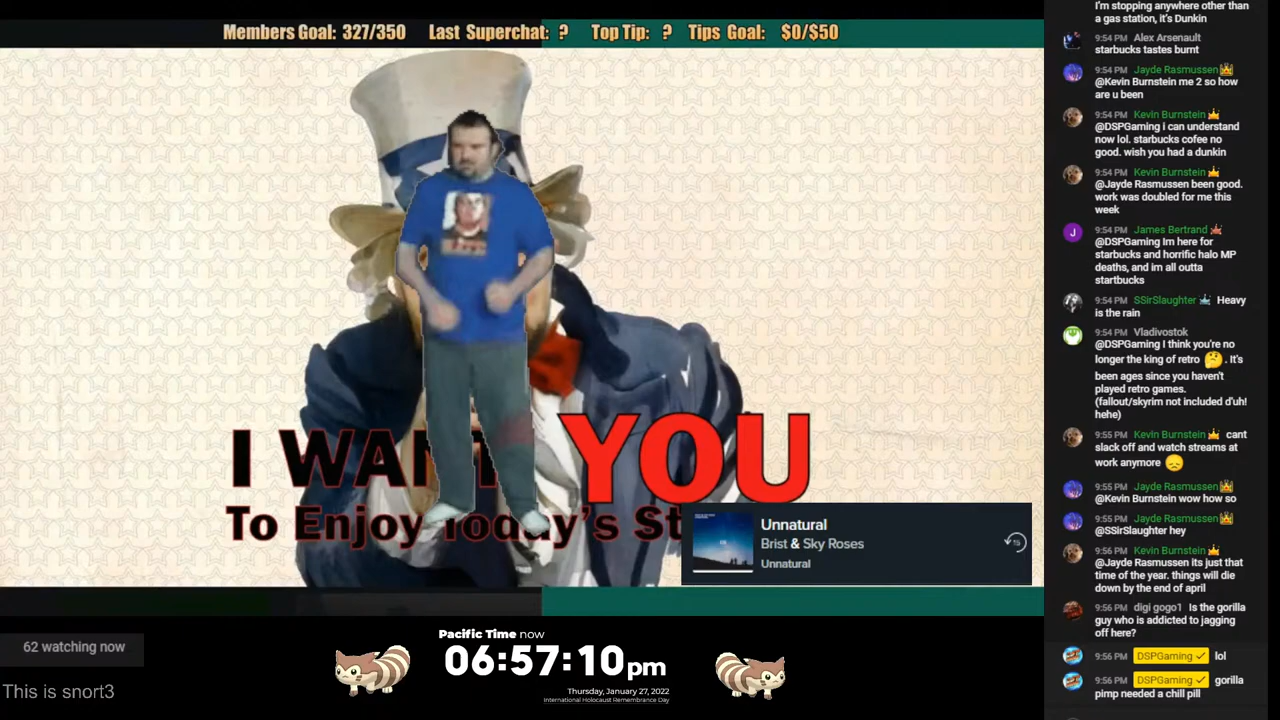 Members Goal: 327/350 Last Superchat: ? Top Tip: ? Tips Goal: $0/$50
I WANT YOU
To Enjoy Today's St
Unnatural
Brist & Sky Roses
Unnatural
15
62 watching now
This is snort3
Pacific Time now
06:57:10pm
Thursday, January 27, 2022
International Holocaust Remembrance Day
I'm stopping anywhere other than
a gas station, it's Dunkin
9:54 PM Alex Arsenault
starbucks tastes burnt
9:54 PM Jayde Rasmussen
@Kevin Burnstein me 2 so how
are u been
9:54 PM Kevin Burnstein
@DSPGaming i can understand
now lol. starbucks cofee no
good. wish you had a dunkin
9:54 PM Kevin Burnstein
@Jayde Rasmussen been good.
work was doubled for me this
week
9:54 PM James Bertrand
@DSPGaming Im here for
starbucks and horrific halo MP
deaths, and im all outta
startbucks
9:54 PM SSirSlaughter Heavy
is the rain
9:54 PM Vladivostok
@DSPGaming I think you're no
longer the king of retro 🤔 . It's
been ages since you haven't
played retro games.
(fallout/skyrim not included d'uh!
hehe)
9:55 PM Kevin Burnstein cant
slack off and watch streams at
work anymore 😞
9:55 PM Jayde Rasmussen
@Kevin Burnstein wow how so
9:55 PM Jayde Rasmussen
@SSirSlaughter hey
9:56 PM Kevin Burnstein
@Jayde Rasmussen its just that
time of the year. things will die
down by the end of april
9:56 PM digi gogo1 Is the gorilla
guy who is addicted to jagging
off here?
9:56 PM DSPGaming ✓ lol
9:56 PM DSPGaming ✓ gorilla
pimp needed a chill pill